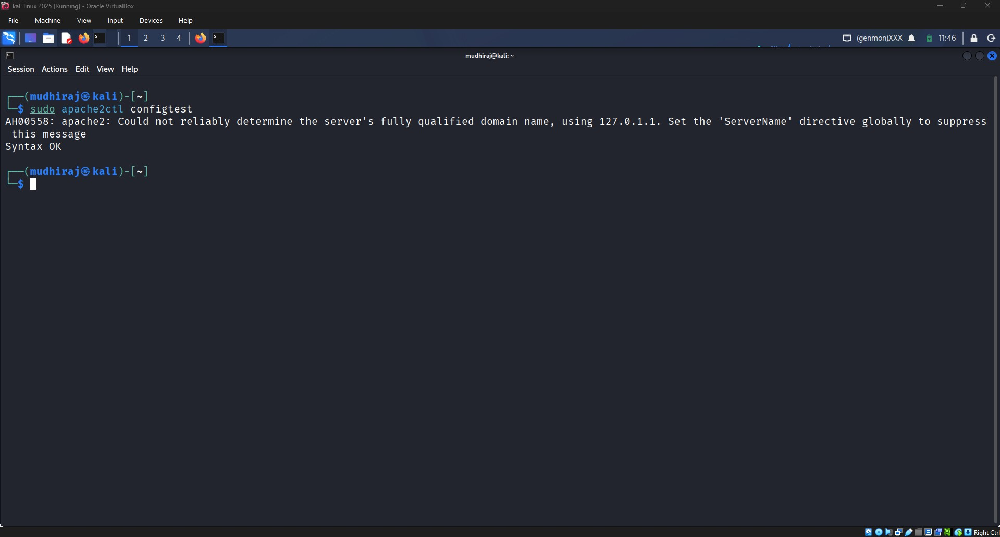 kali linux 2025 [Running] - Oracle VirtualBox
File Machine View Input Devices Help
1 2 3 4 (genmon)XXX 11:46
mudhiraj@kali: ~
Session Actions Edit View Help
┌──(mudhiraj㉿kali)-[~]
└─$ sudo apache2ctl configtest
AH00558: apache2: Could not reliably determine the server's fully qualified domain name, using 127.0.1.1. Set the 'ServerName' directive globally to suppress
this message
Syntax OK
┌──(mudhiraj㉿kali)-[~]
└─$
Right Ctrl